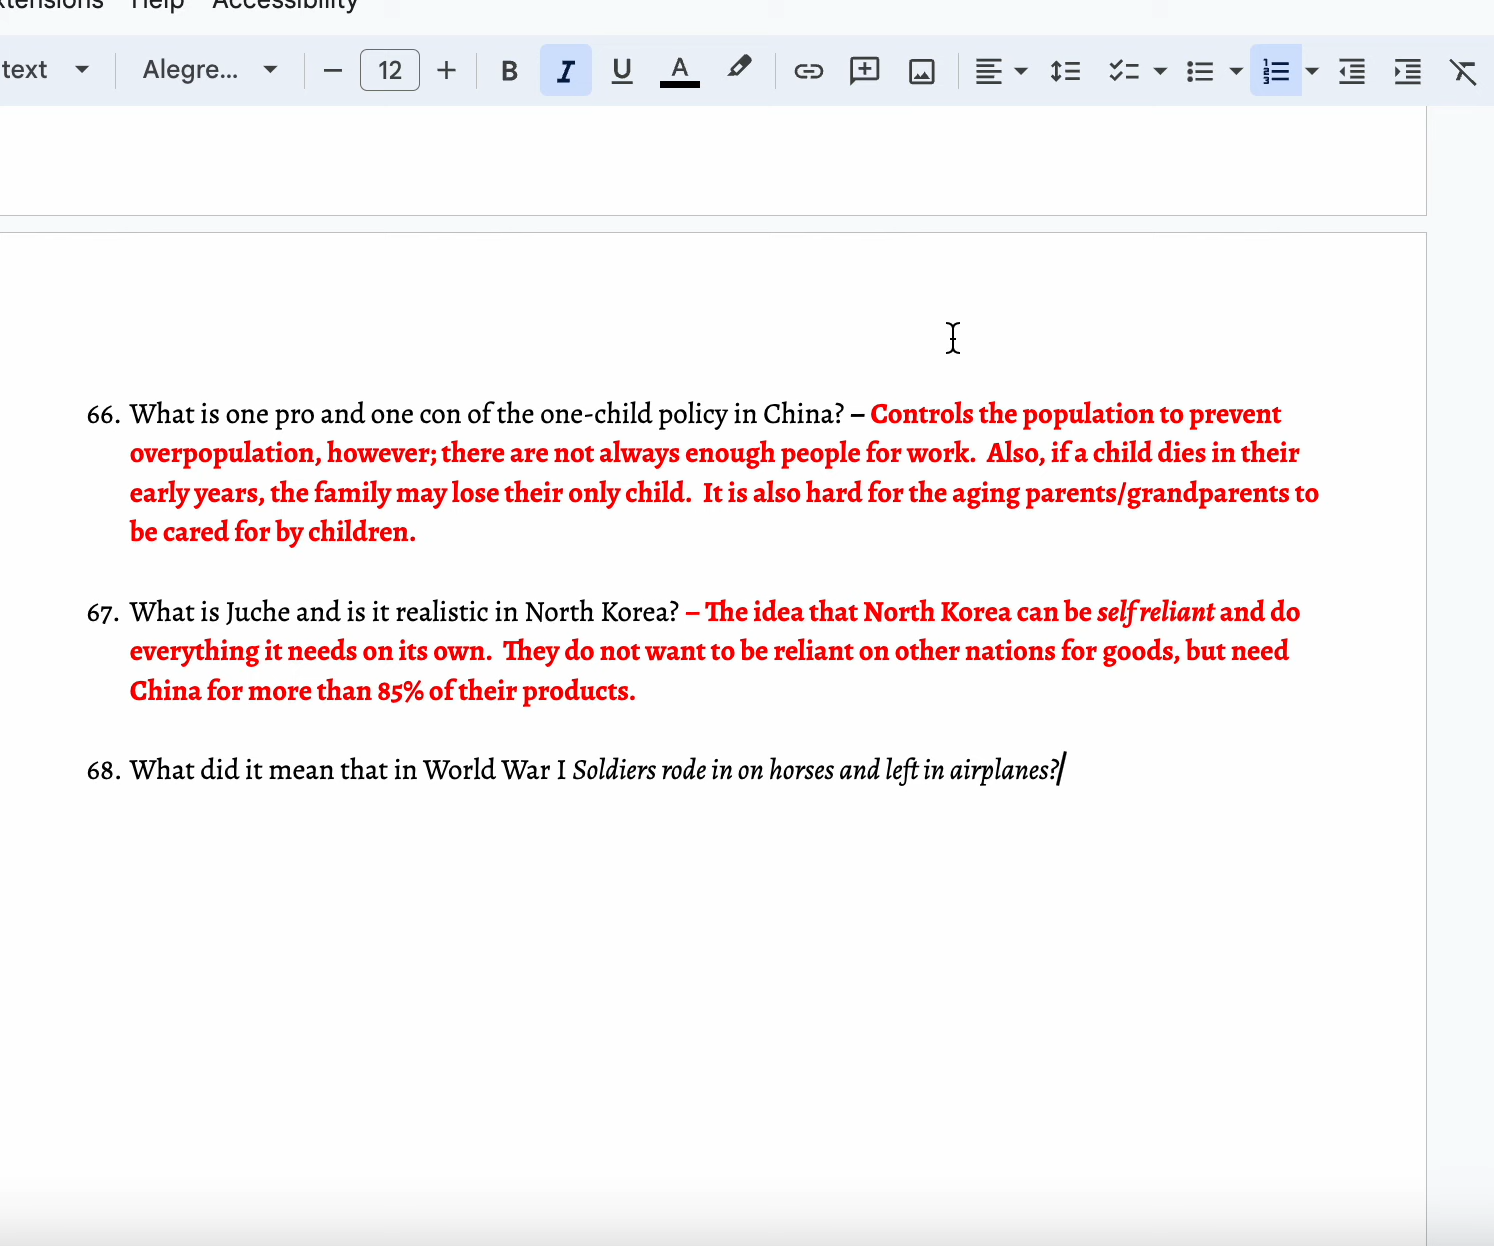 Extensions Help Accessibility
text Alegre... 12 B I U A
66. What is one pro and one con of the one-child policy in China? – Controls the population to prevent
overpopulation, however; there are not always enough people for work. Also, if a child dies in their
early years, the family may lose their only child. It is also hard for the aging parents/grandparents to
be cared for by children.
67. What is Juche and is it realistic in North Korea? – The idea that North Korea can be self reliant and do
everything it needs on its own. They do not want to be reliant on other nations for goods, but need
China for more than 85% of their products.
68. What did it mean that in World War I Soldiers rode in on horses and left in airplanes?